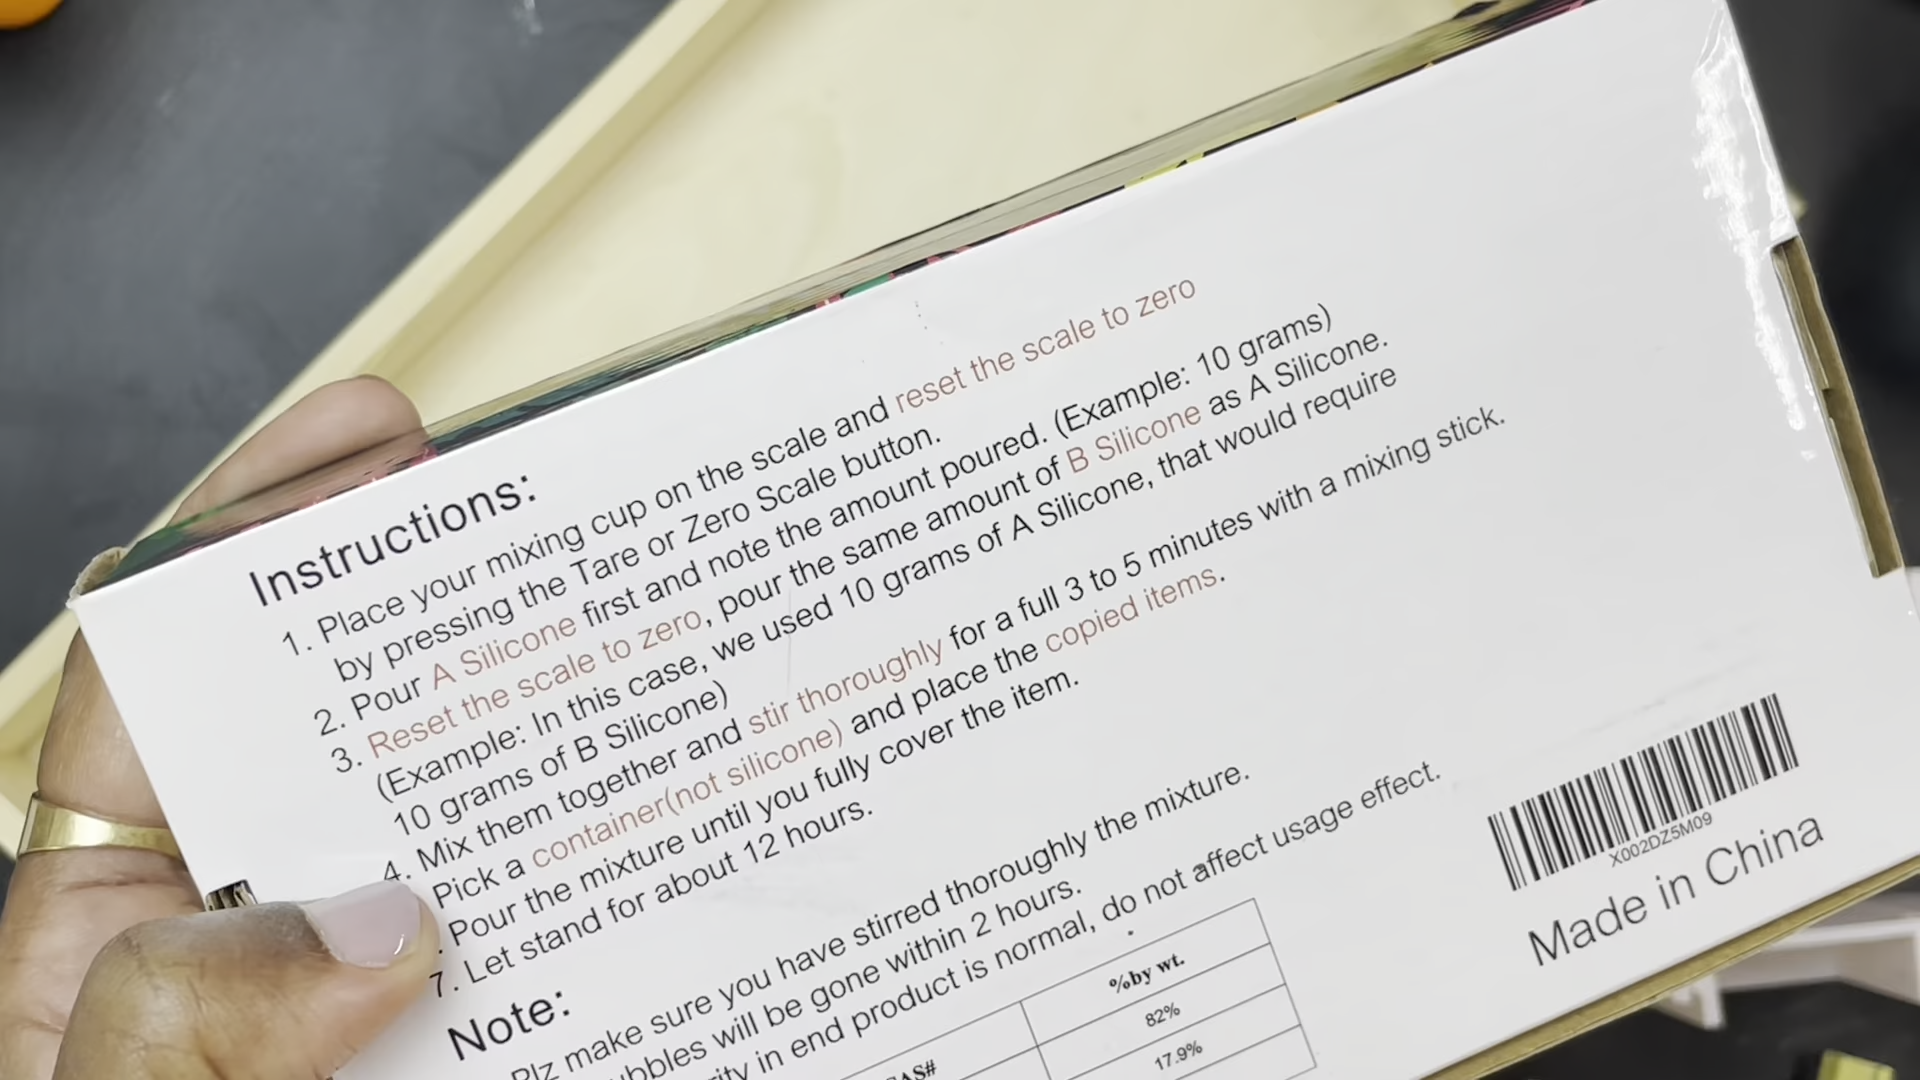 Instructions:
1. Place your mixing cup on the scale and reset the scale to zero
by pressing the Tare or Zero Scale button.
2. Pour A Silicone first and note the amount poured. (Example: 10 grams)
3. Reset the scale to zero, pour the same amount of B Silicone as A Silicone.
(Example: In this case, we used 10 grams of A Silicone, that would require
10 grams of B Silicone)
4. Mix them together and stir thoroughly for a full 3 to 5 minutes with a mixing stick.
Pick a container(not silicone) and place the copied items.
. Pour the mixture until you fully cover the item.
7. Let stand for about 12 hours.
Note:
Plz make sure you have stirred thoroughly the mixture.
ubbles will be gone within 2 hours.
rity in end product is normal, do not affect usage effect.
CAS#
%by wt.
82%
17.9%
X002DZ5M09
Made in China